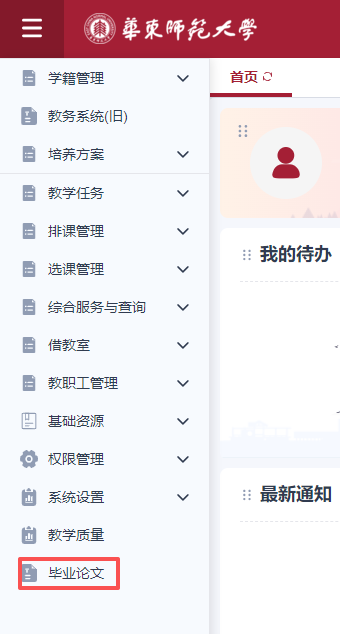 華東師範大學
学籍管理
教务系统(旧)
培养方案
教学任务
排课管理
选课管理
综合服务与查询
借教室
教职工管理
基础资源
权限管理
系统设置
教学质量
毕业论文
首页
我的待办
最新通知